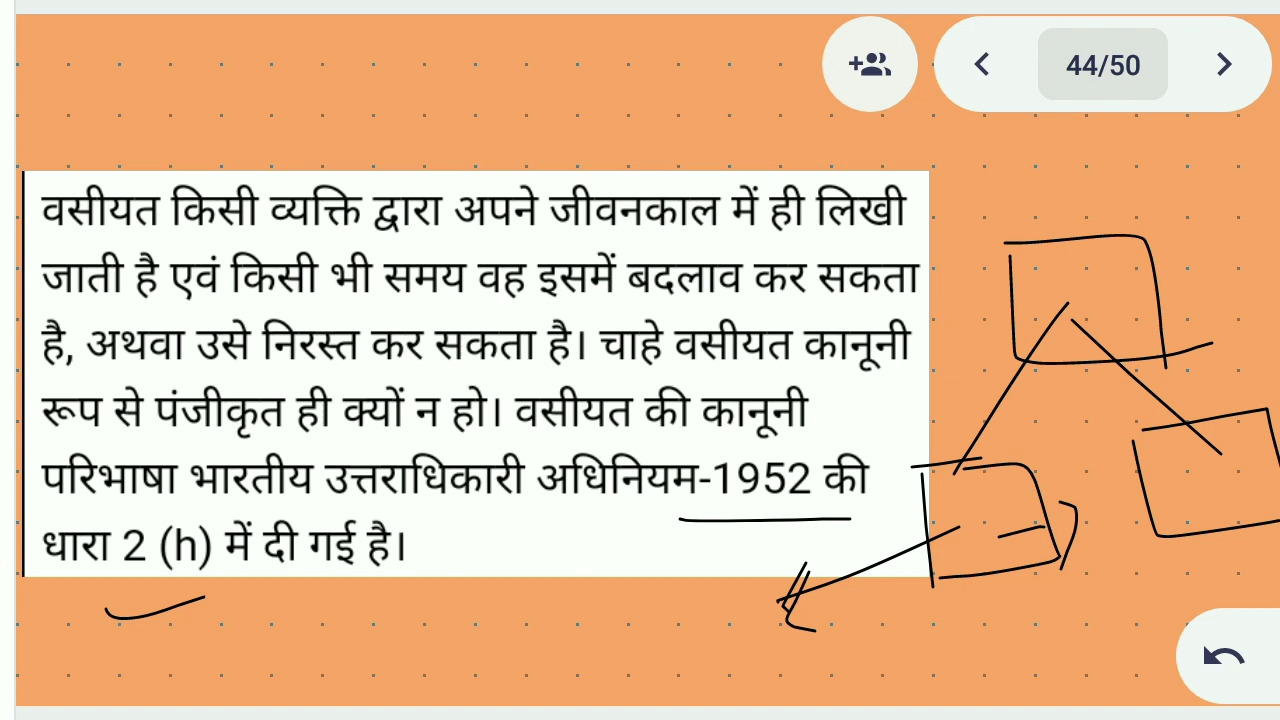 44/50
वसीयत किसी व्यक्ति द्वारा अपने जीवनकाल में ही लिखी
जाती है एवं किसी भी समय वह इसमें बदलाव कर सकता
है, अथवा उसे निरस्त कर सकता है। चाहे वसीयत कानूनी
रूप से पंजीकृत ही क्यों न हो। वसीयत की कानूनी
परिभाषा भारतीय उत्तराधिकारी अधिनियम-1952 की
धारा 2 (h) में दी गई है।